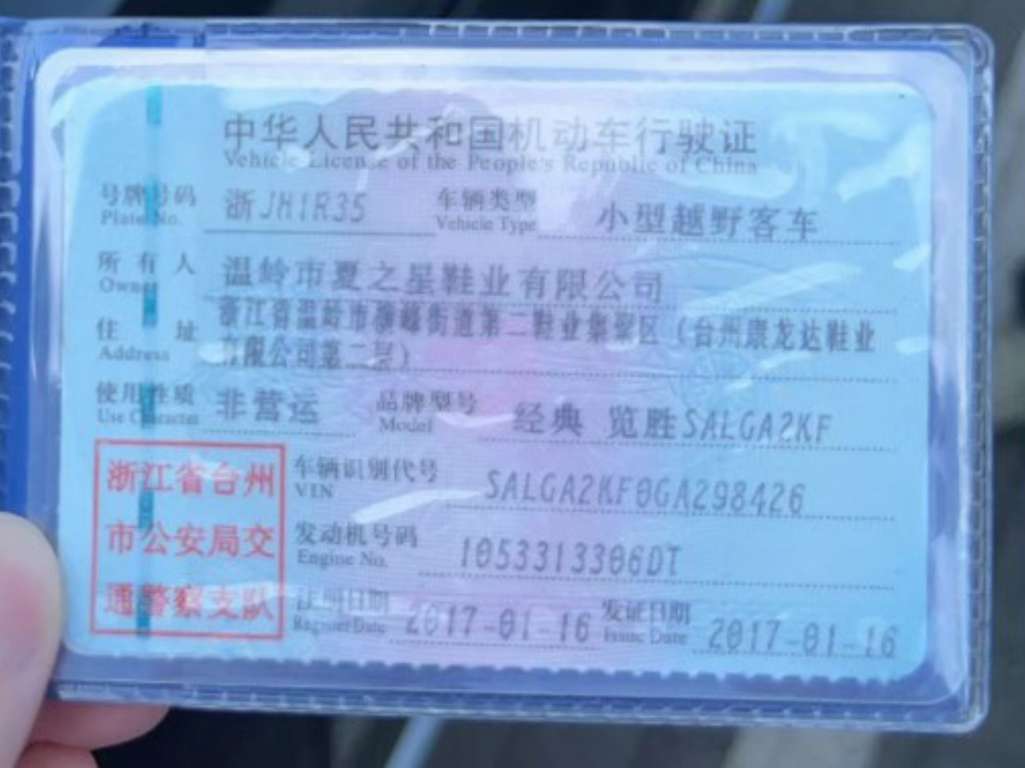 中华人民共和国机动车行驶证
Vehicle License of the People's Republic of China
号牌号码 浙JH1R35 车辆类型 小型越野客车
Plate No. Vehicle Type
所有人 温岭市夏之星鞋业有限公司
Owner
住址 浙江省温岭市横峰街道第二鞋业集聚区（台州康龙达鞋业
Address 有限公司第二层）
使用性质 非营运 品牌型号 经典 览胜SALGA2KF
Use Character Model
浙江省台州 车辆识别代号 SALGA2KF0GA298426
VIN
市公安局交 发动机号码 1053313306DT
Engine No.
通警察支队 注册日期 2017-01-16 发证日期 2017-01-16
Register Date Issue Date